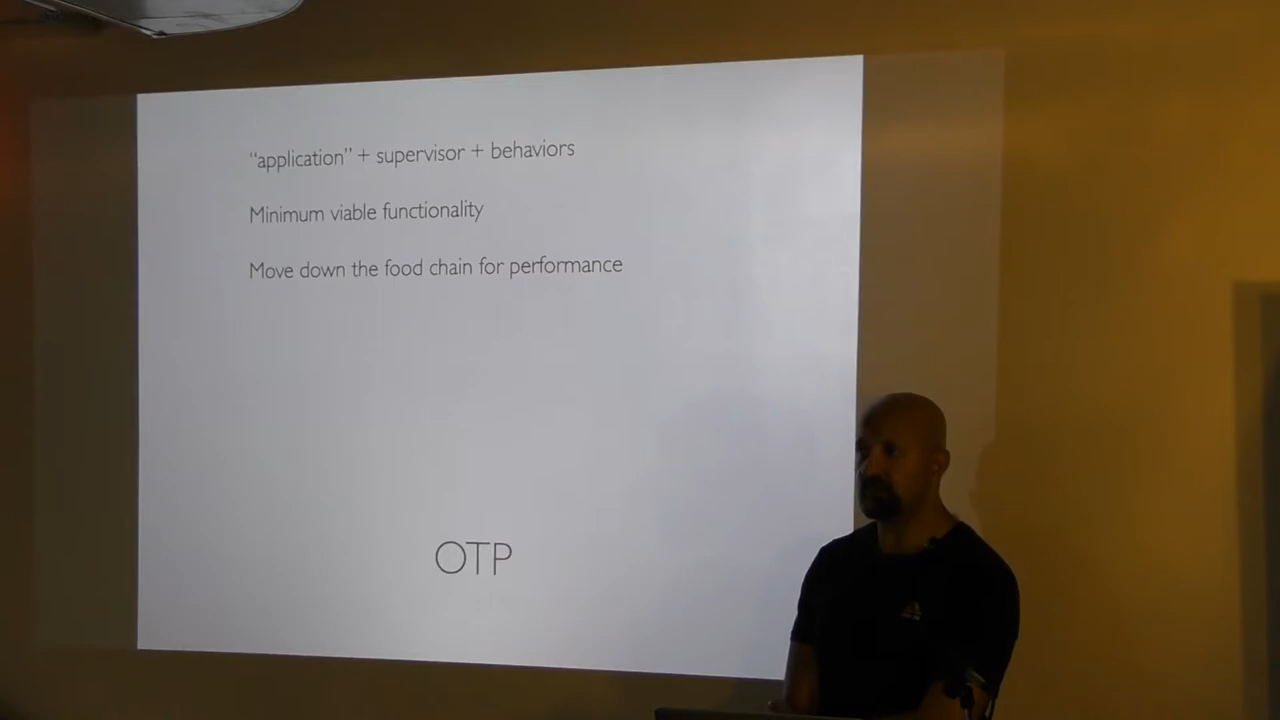 “application” + supervisor + behaviors
Minimum viable functionality
Move down the food chain for performance
OTP